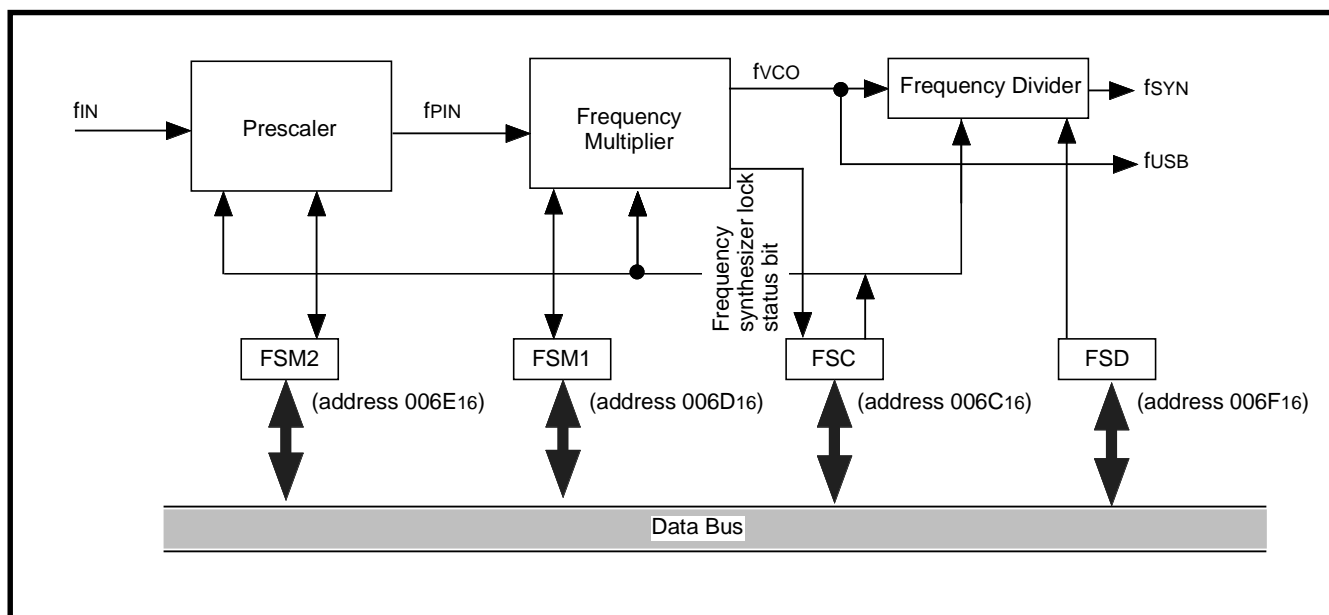 fIN
Prescaler
fPIN
Frequency
Multiplier
fVCO
Frequency Divider
fSYN
fUSB
Frequency
synthesizer lock
status bit
FSM2
FSM1
FSC
FSD
(address 006E16)
(address 006D16)
(address 006C16)
(address 006F16)
Data Bus